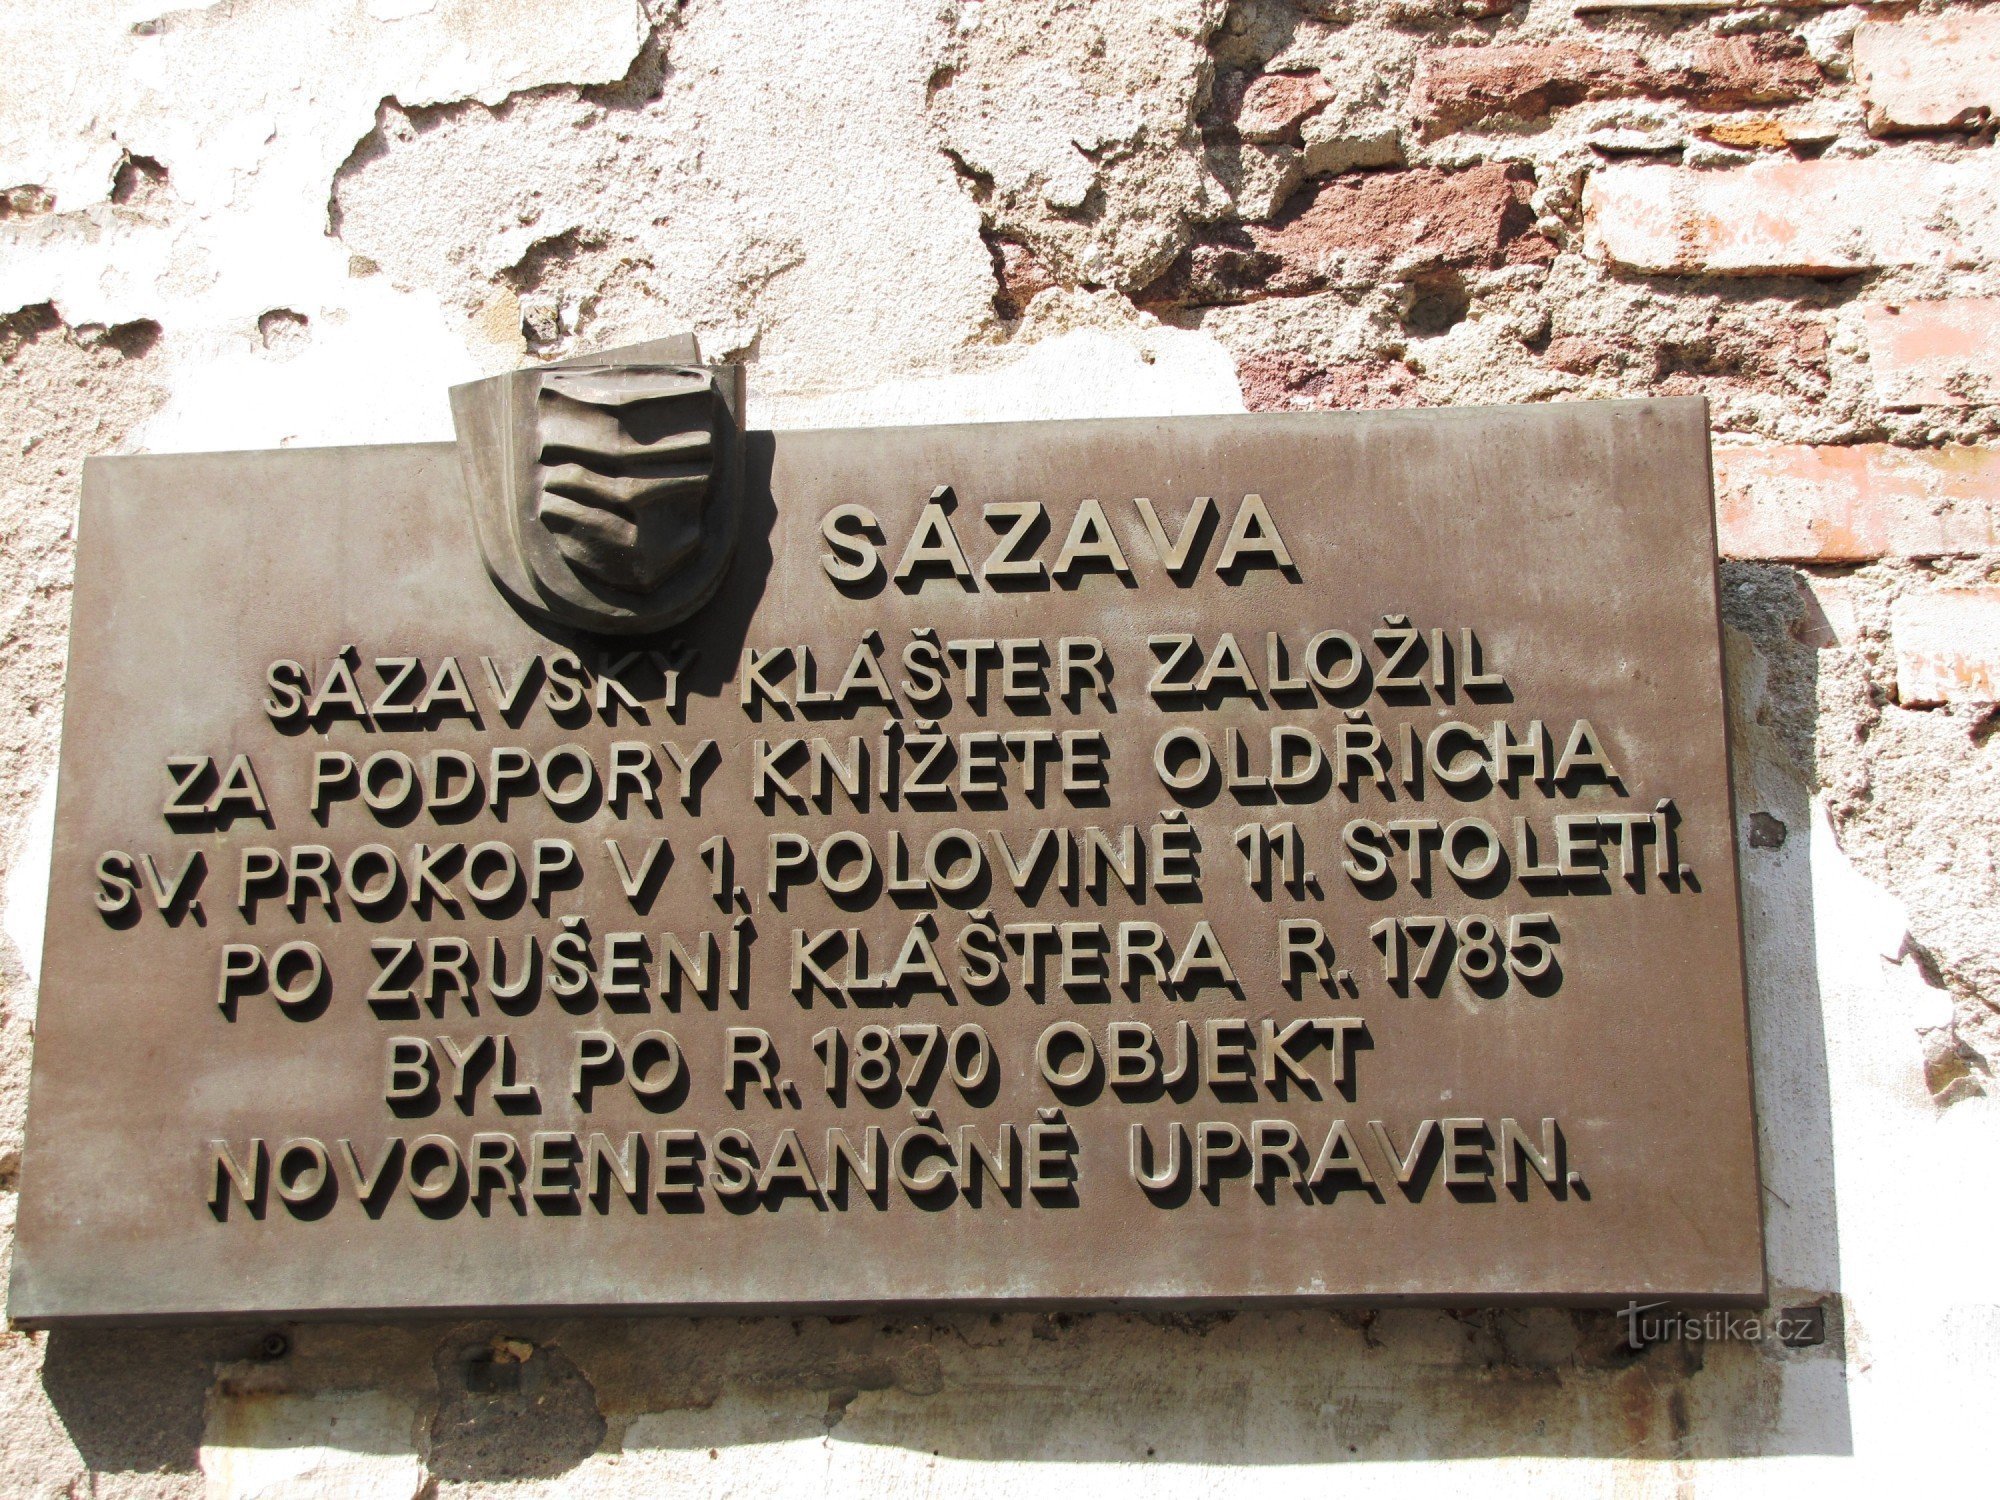 SÁZAVA
SÁZAVSKÝ KLÁŠTER ZALOŽIL
ZA PODPORY KNÍŽETE OLDŘICHA
SV. PROKOP V 1. POLOVINĚ 11. STOLETÍ.
PO ZRUŠENÍ KLÁŠTERA R. 1785
BYL PO R. 1870 OBJEKT
NOVORENESANČNĚ UPRAVEN.
Turistika.cz